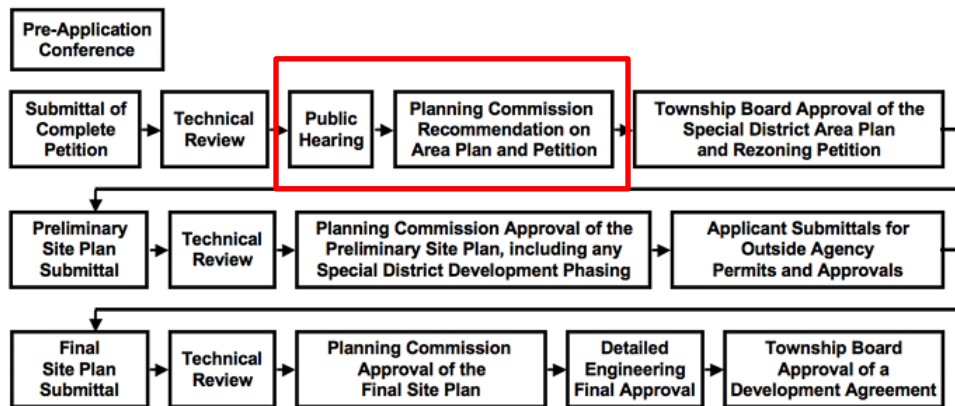 Pre-Application
Conference
Submittal of
Complete
Petition
Technical
Review
Public
Hearing
Planning Commission
Recommendation on
Area Plan and Petition
Township Board Approval of the
Special District Area Plan
and Rezoning Petition
Preliminary
Site Plan
Submittal
Technical
Review
Planning Commission Approval of the
Preliminary Site Plan, including any
Special District Development Phasing
Applicant Submittals for
Outside Agency
Permits and Approvals
Final
Site Plan
Submittal
Technical
Review
Planning Commission
Approval of the
Final Site Plan
Detailed
Engineering
Final Approval
Township Board
Approval of a
Development Agreement